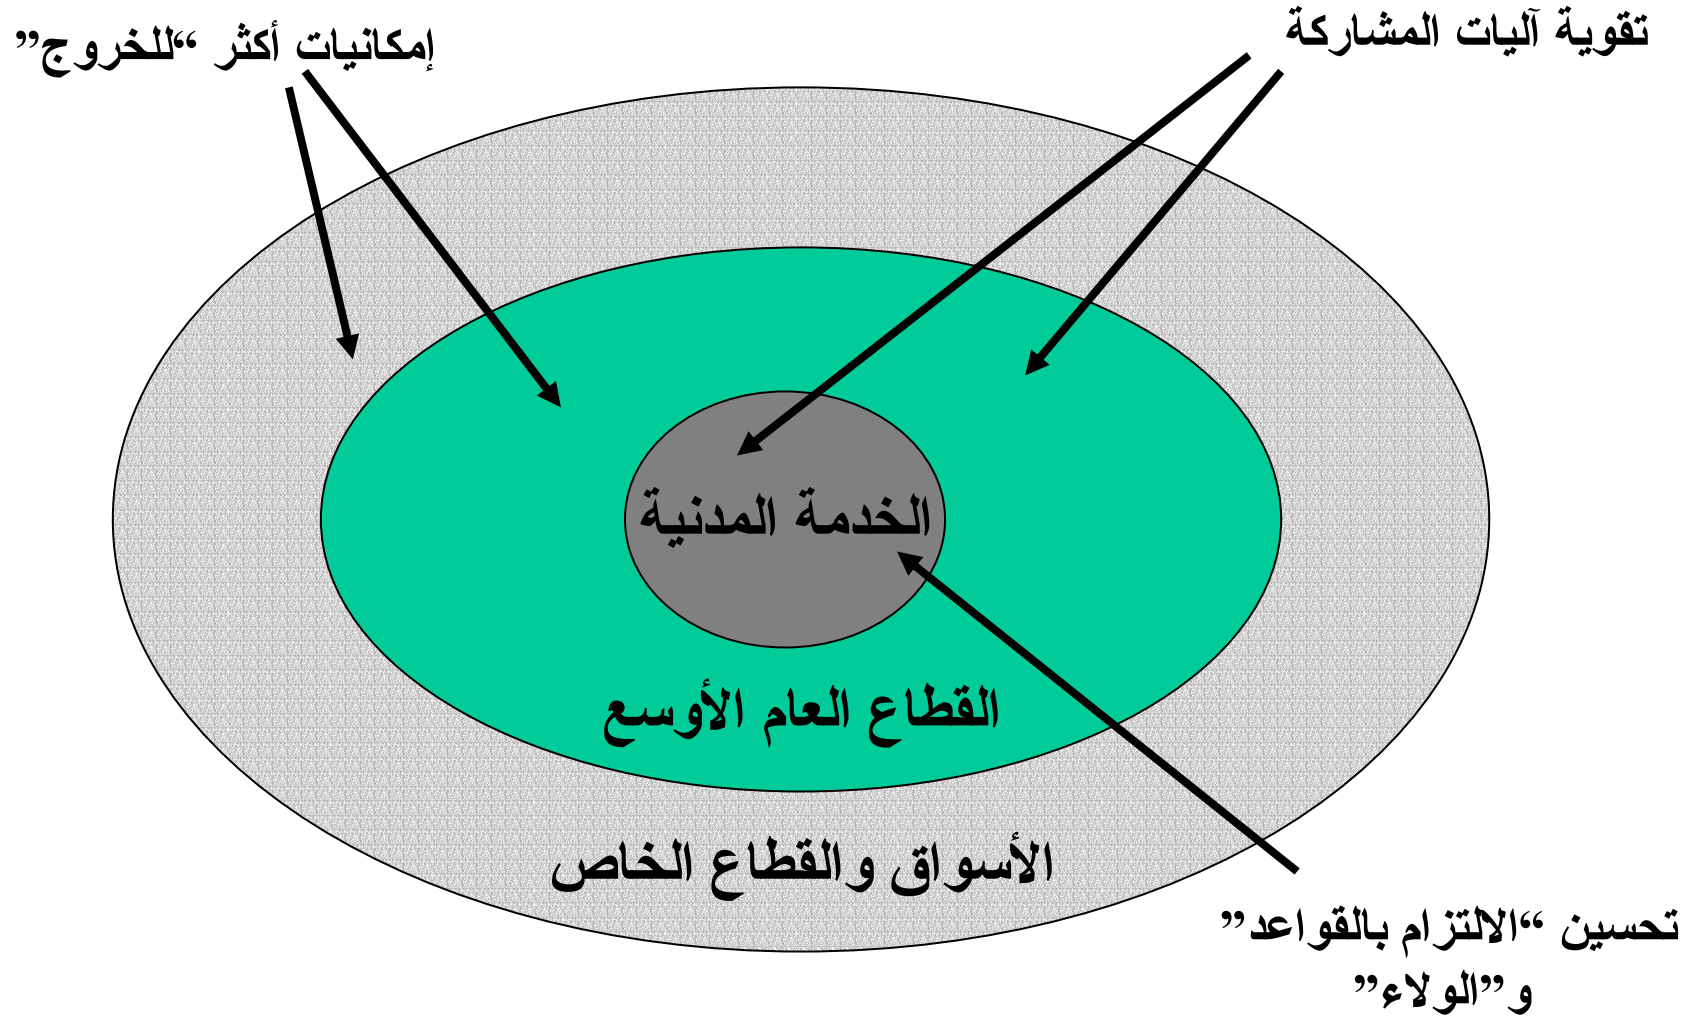 تقوية آليات المشاركة
إمكانيات أكثر “للخروج”
الخدمة المدنية
القطاع العام الأوسع
الأسواق والقطاع الخاص
تحسين “الالتزام بالقواعد”
و”الولاء”